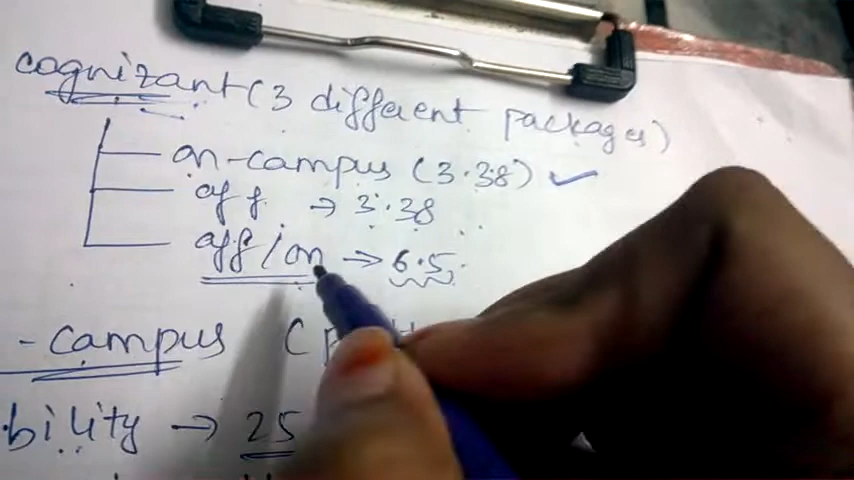 cognizant (3 different packages)
on-campus (3.38) ✓
off → 3.38
off/on → 6.5
-campus (
bility → 25